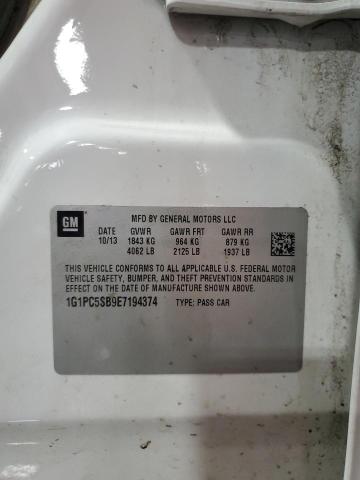 GM
MFD BY GENERAL MOTORS LLC
DATE GVWR GAWR FRT GAWR RR
10/13 1843 KG 964 KG 879 KG
4062 LB 2125 LB 1937 LB
THIS VEHICLE CONFORMS TO ALL APPLICABLE U.S. FEDERAL MOTOR
VEHICLE SAFETY, BUMPER, AND THEFT PREVENTION STANDARDS IN
EFFECT ON THE DATE OF MANUFACTURE SHOWN ABOVE.
1G1PC5SB9E7194374 TYPE: PASS CAR